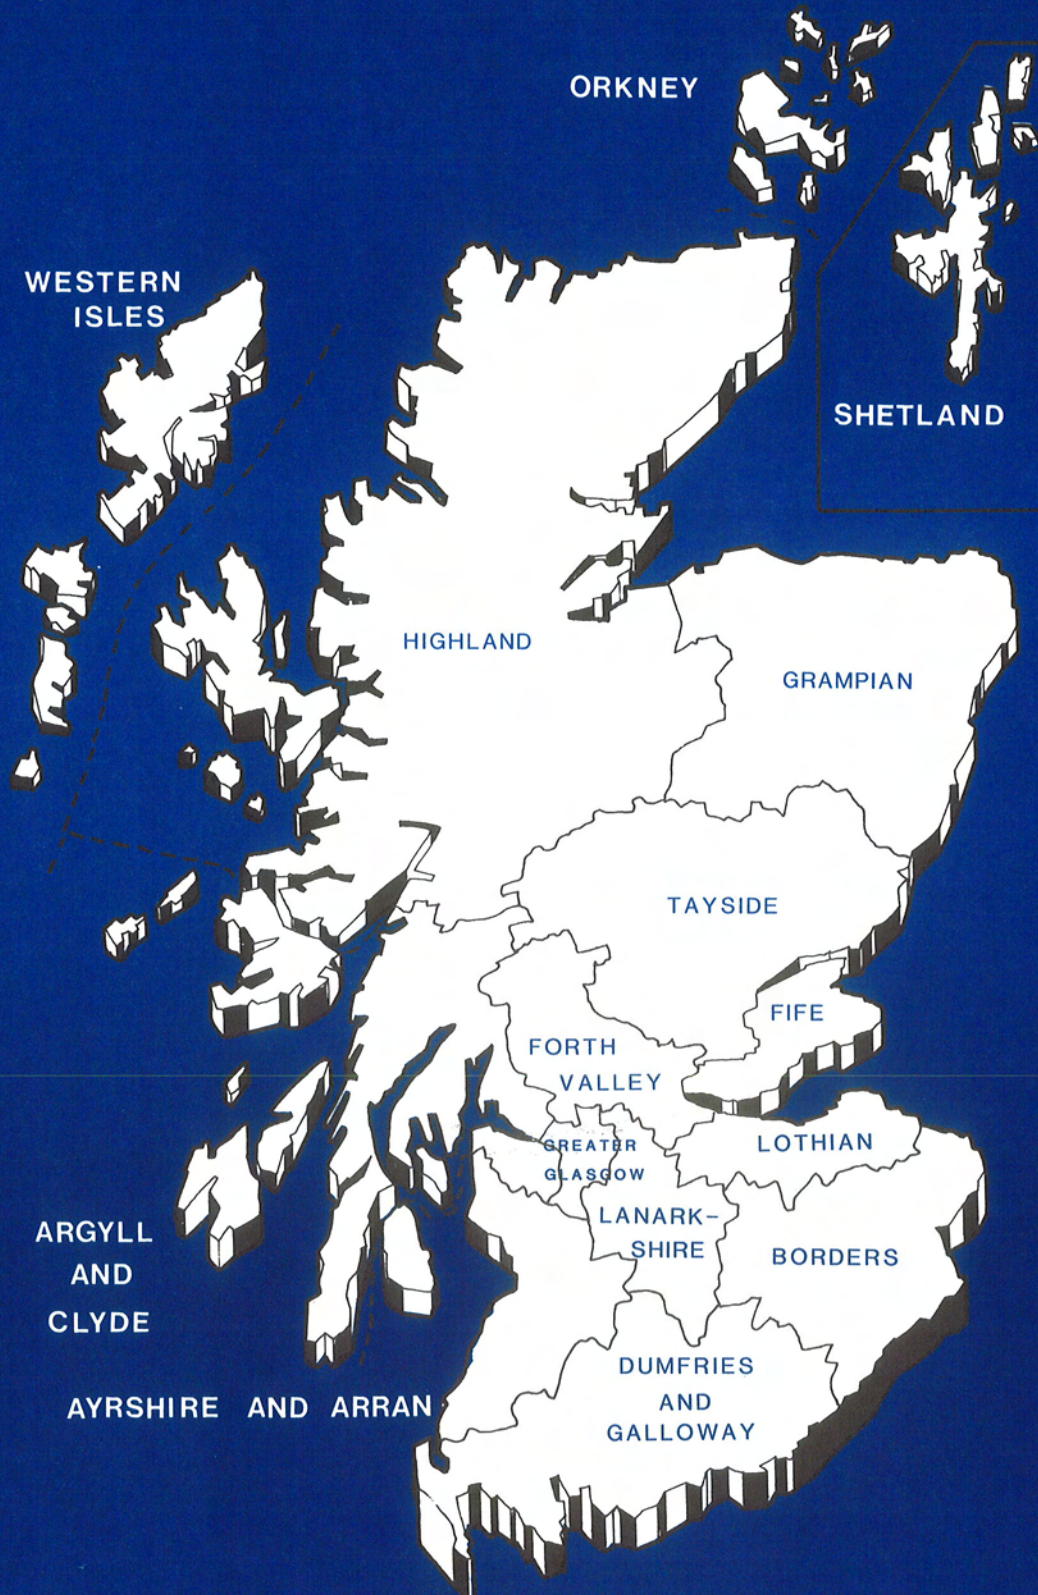 ORKNEY
WESTERN
ISLES
SHETLAND
HIGHLAND
GRAMPIAN
TAYSIDE
FIFE
FORTH
VALLEY
LOTHIAN
GREATER
GLASGOW
LANARK-
SHIRE
BORDERS
ARGYLL
AND
CLYDE
DUMFRIES
AND
GALLOWAY
AYRSHIRE AND ARRAN